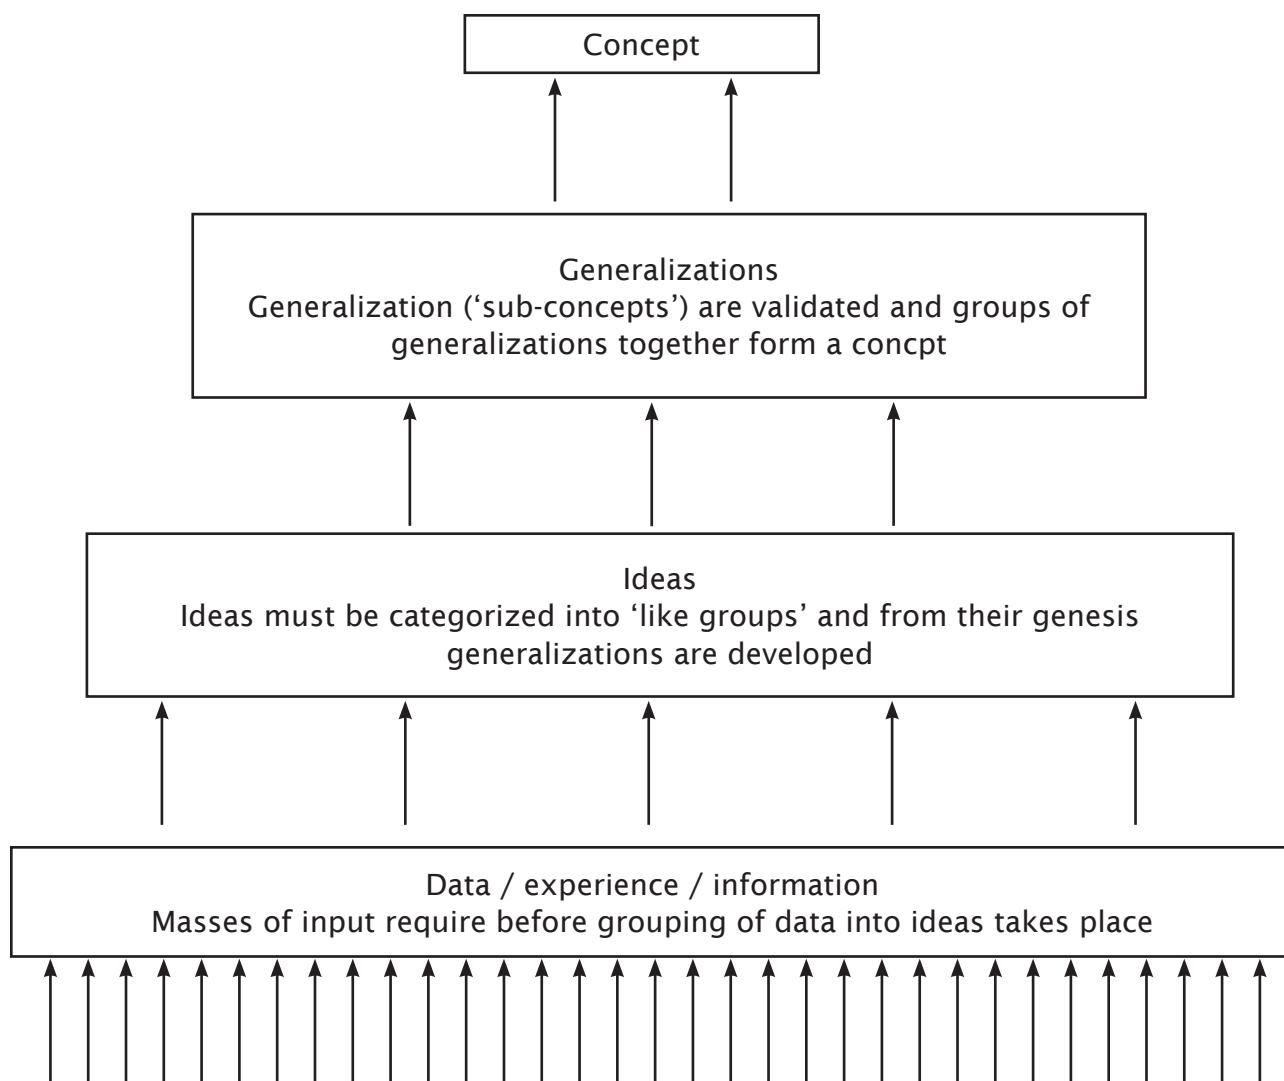 Concept
Generalizations
Generalization (‘sub-concepts’) are validated and groups of
generalizations together form a concpt
Ideas
Ideas must be categorized into ‘like groups’ and from their genesis
generalizations are developed
Data / experience / information
Masses of input require before grouping of data into ideas takes place